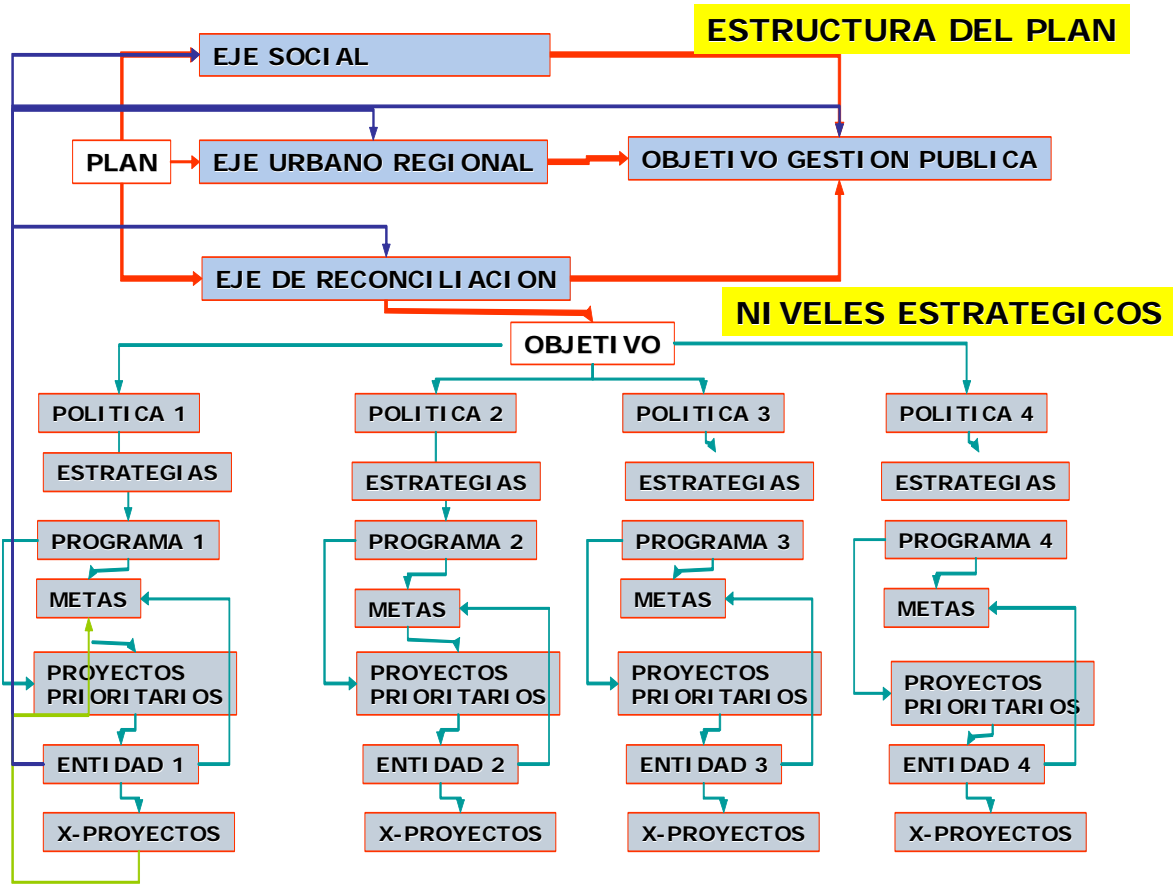 ESTRUCTURA DEL PLAN
EJE SOCIAL
PLAN
EJE URBANO REGIONAL
OBJETIVO GESTION PUBLICA
EJE DE RECONCILIACION
NIVELES ESTRATEGICOS
OBJETIVO
POLITICA 1
POLITICA 2
POLITICA 3
POLITICA 4
ESTRATEGIAS
ESTRATEGIAS
ESTRATEGIAS
ESTRATEGIAS
PROGRAMA 1
PROGRAMA 2
PROGRAMA 3
PROGRAMA 4
METAS
METAS
METAS
METAS
PROYECTOS
PRIORITARIOS
PROYECTOS
PRIORITARIOS
PROYECTOS
PRIORITARIOS
PROYECTOS
PRIORITARIOS
ENTIDAD 1
ENTIDAD 2
ENTIDAD 3
ENTIDAD 4
X-PROYECTOS
X-PROYECTOS
X-PROYECTOS
X-PROYECTOS